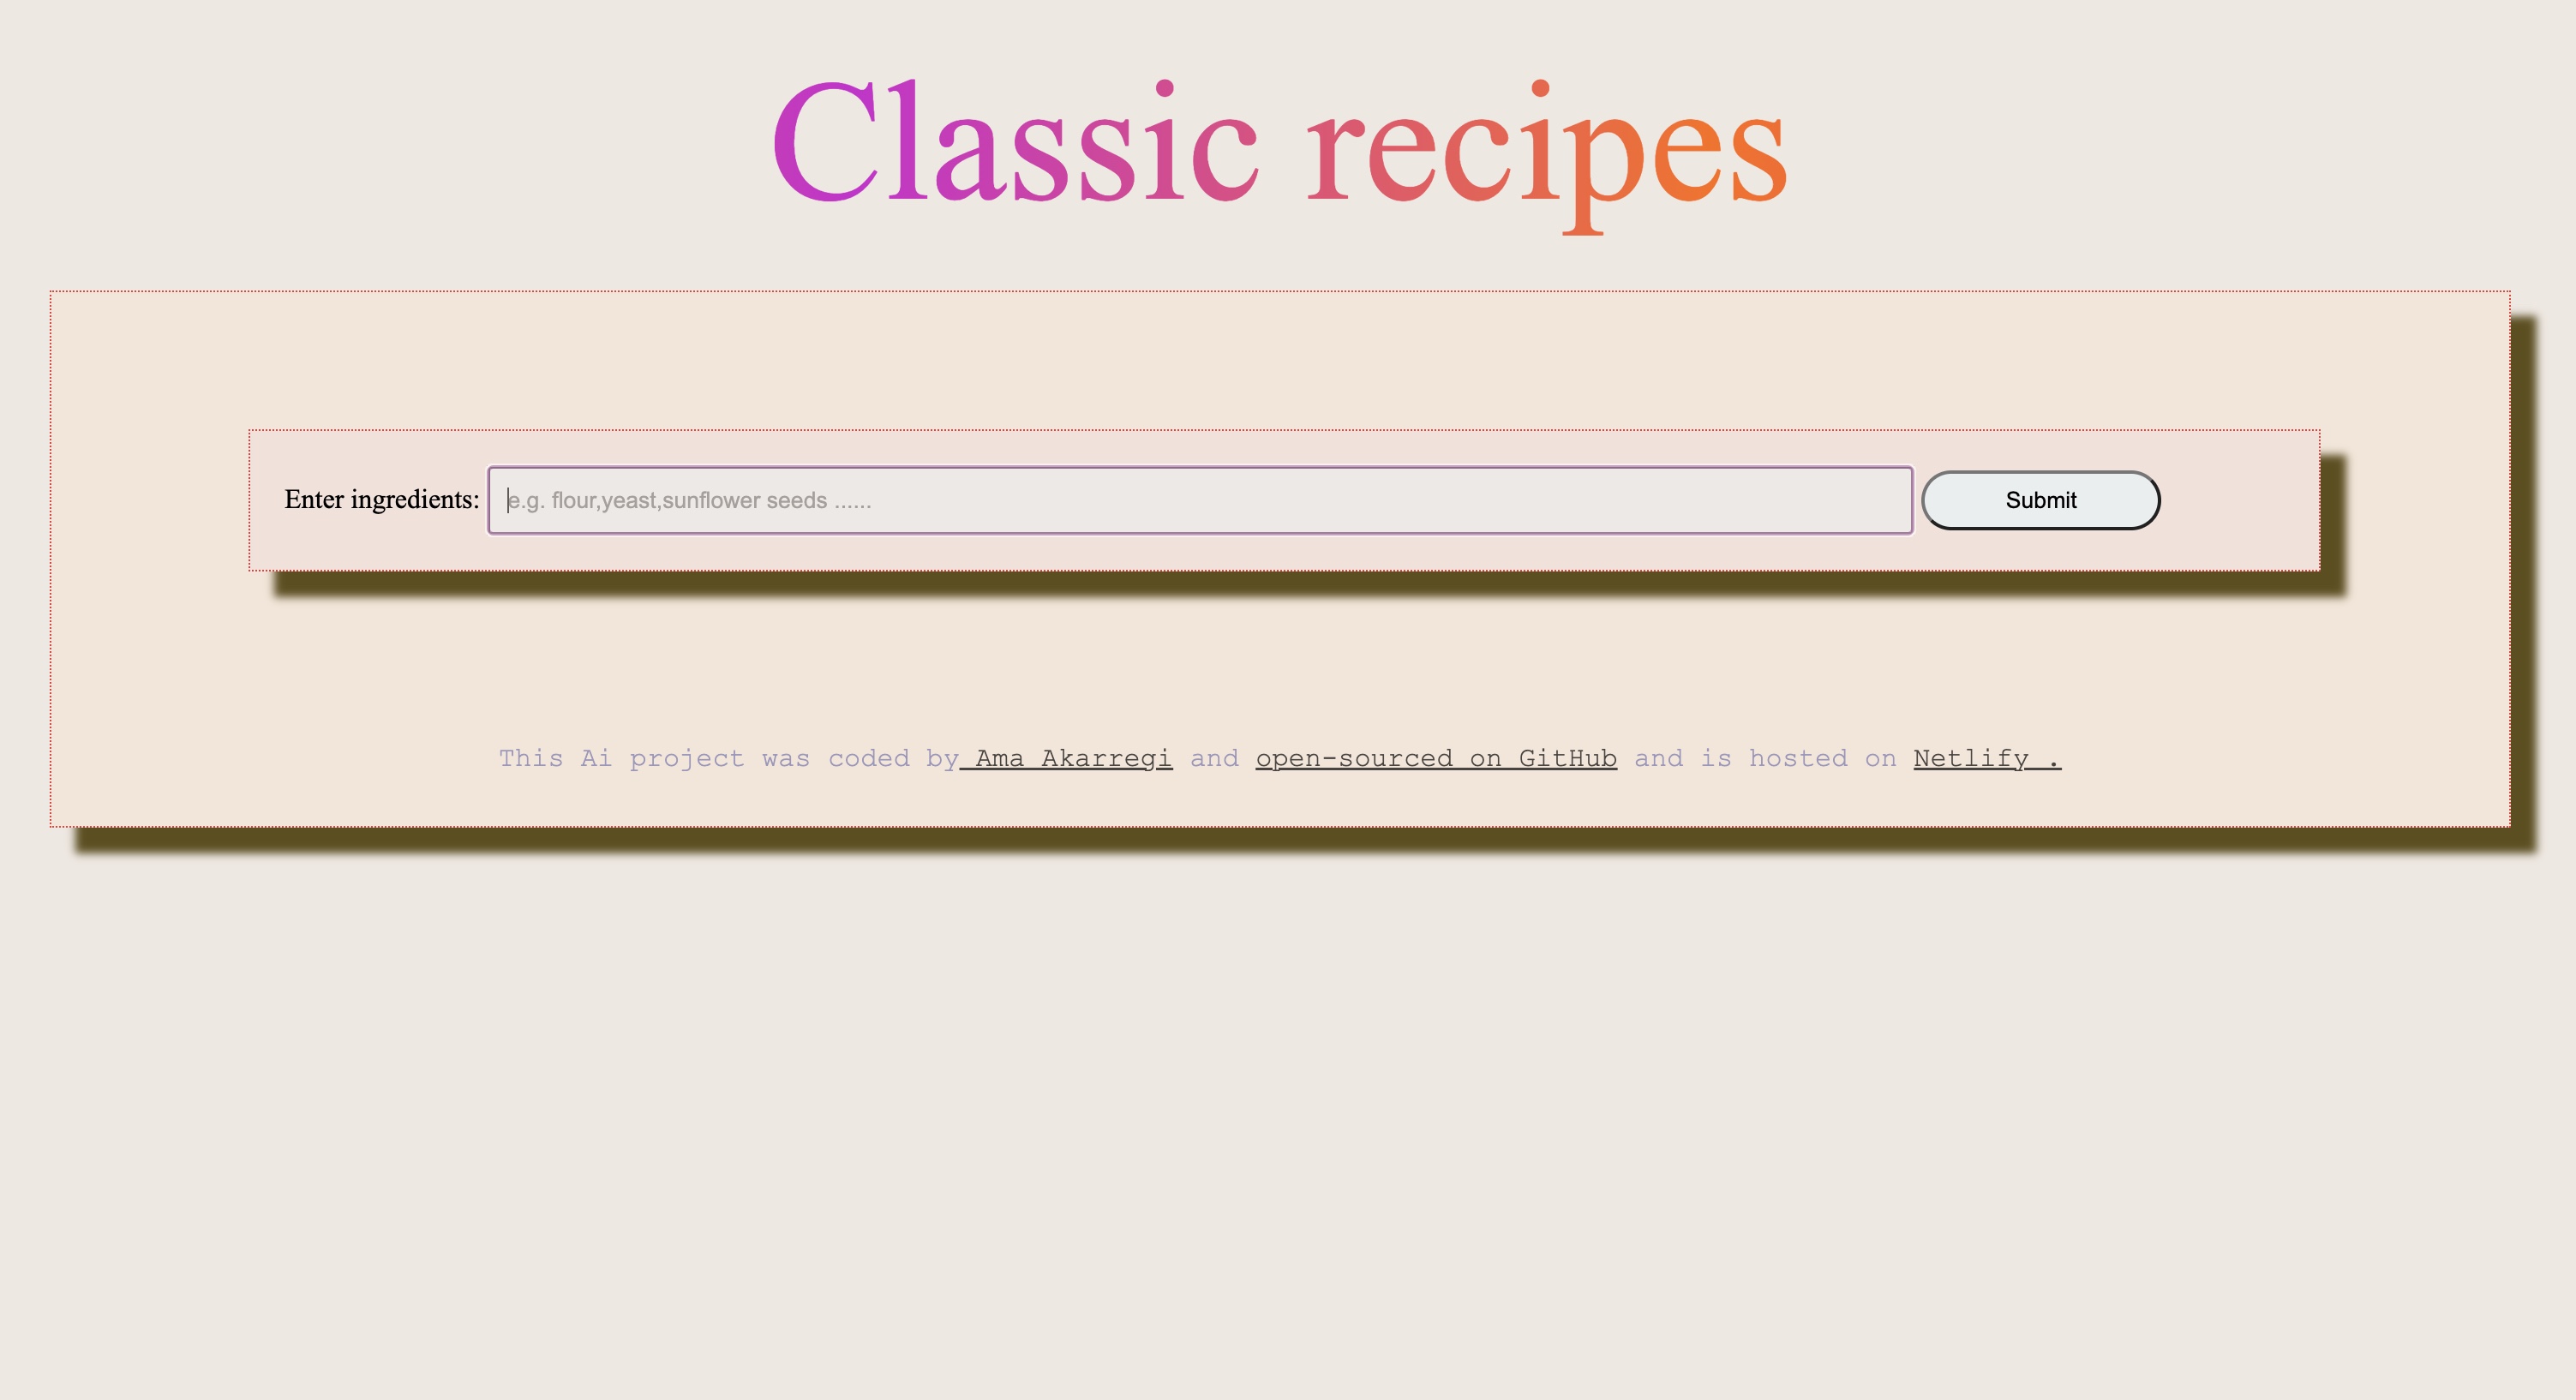 Classic recipes
Enter ingredients: e.g. flour,yeast,sunflower seeds ...... Submit
This Ai project was coded by Ama Akarregi and open-sourced on GitHub and is hosted on Netlify .